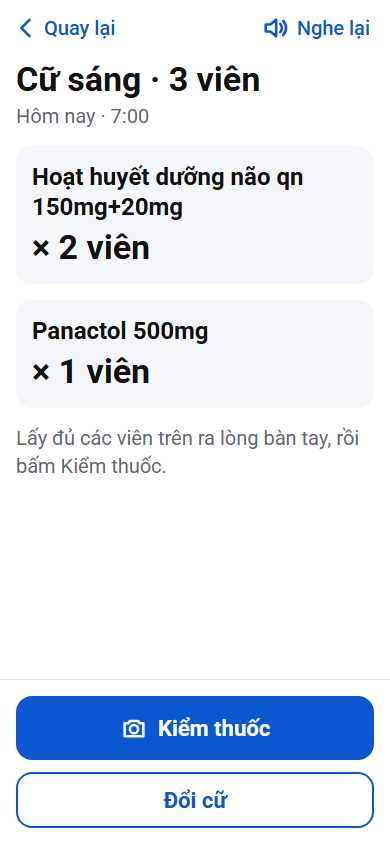 Quay lại
Nghe lại
Cữ sáng · 3 viên
Hôm nay · 7:00
Hoạt huyết dưỡng não qn
150mg+20mg
× 2 viên
Panactol 500mg
× 1 viên
Lấy đủ các viên trên ra lòng bàn tay, rồi
bấm Kiểm thuốc.
Kiểm thuốc
Đổi cữ